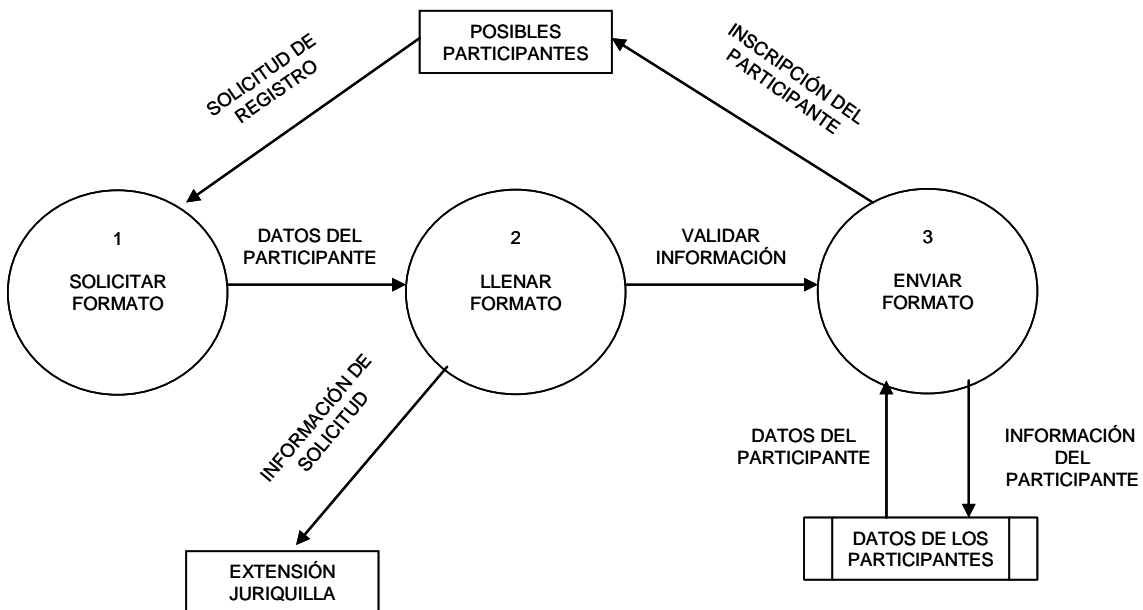 POSIBLES
PARTICIPANTES
SOLICITUD DE
REGISTRO
INSCRIPCIÓN DEL
PARTICIPANTE
1
SOLICITAR
FORMATO
DATOS DEL
PARTICIPANTE
2
LLENAR
FORMATO
VALIDAR
INFORMACIÓN
3
ENVIAR
FORMATO
INFORMACIÓN DE
SOLICITUD
DATOS DEL
PARTICIPANTE
INFORMACIÓN
DEL
PARTICIPANTE
EXTENSIÓN
JURIQUILLA
DATOS DE LOS
PARTICIPANTES